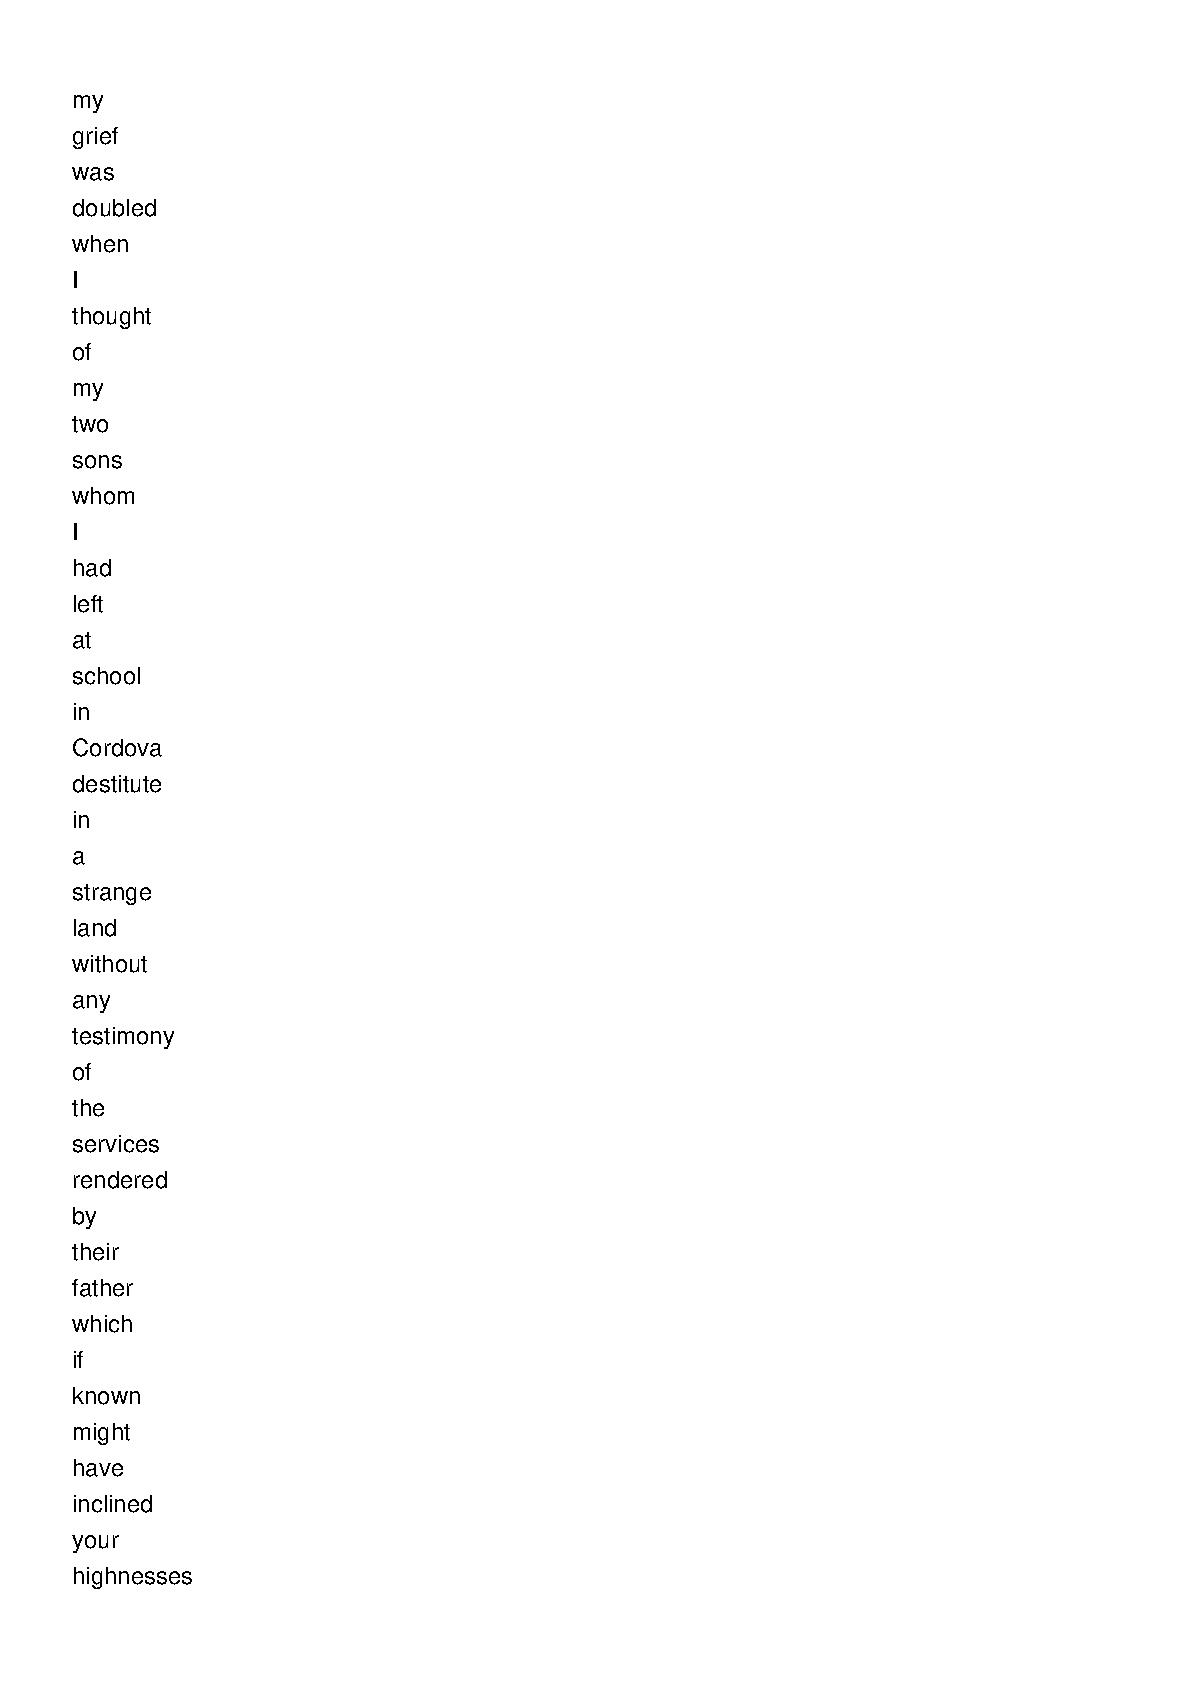 my
grief
was
doubled
when
I
thought
of
my
two
sons
whom
I
had
left
at
school
in
Cordova
destitute
in
a
strange
land
without
any
testimony
of
the
services
rendered
by
their
father
which
if
known
might
have
inclined
your
highnesses